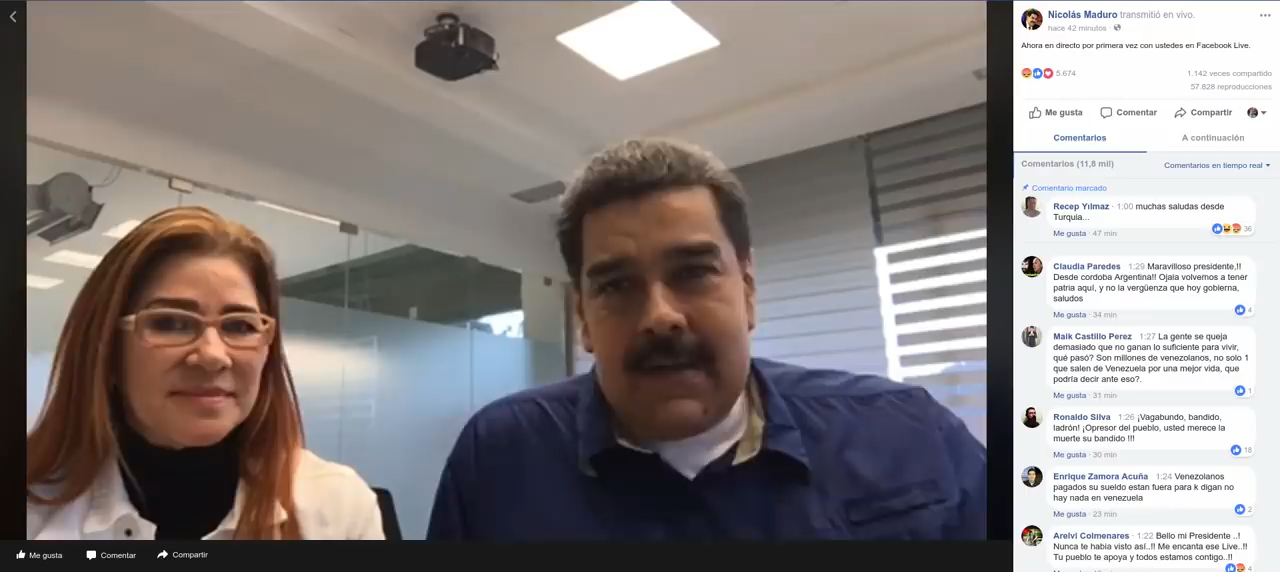 Nicolás Maduro transmitió en vivo.
hace 42 minutos ·
Ahora en directo por primera vez con ustedes en Facebook Live.
5.674
1.142 veces compartido
57.828 reproducciones
Me gusta Comentar Compartir
Comentarios A continuación
Comentarios (11,8 mil) Comentarios en tiempo real
Comentario marcado
Recep Yılmaz · 1:00 muchas saludas desde
Turquia...
36
Me gusta · 47 min
Claudia Paredes · 1:29 Maravilloso presidente,!!
Desde cordoba Argentina!! Ojala volvemos a tener
patria aquí, y no la vergüenza que hoy gobierna,
saludos
4
Me gusta · 34 min
Maik Castillo Perez · 1:27 La gente se queja
demasiado que no ganan lo suficiente para vivir,
qué pasó? Son millones de venezolanos, no solo 1
que salen de Venezuela por una mejor vida, que
podría decir ante eso?.
1
Me gusta · 31 min
Ronaldo Silva · 1:26 ¡Vagabundo, bandido,
ladrón! ¡Opresor del pueblo, usted merece la
muerte su bandido !!!
18
Me gusta · 30 min
Enrique Zamora Acuña · 1:24 Venezolanos
pagados su sueldo estan fuera para k digan no
hay nada en venezuela
2
Me gusta · 23 min
Arelvi Colmenares · 1:22 Bello mi Presidente ..!
Nunca te habia visto así..!! Me encanta ese Live..!!
Tu pueblo te apoya y todos estamos contigo..!!
4
Me gusta Comentar Compartir